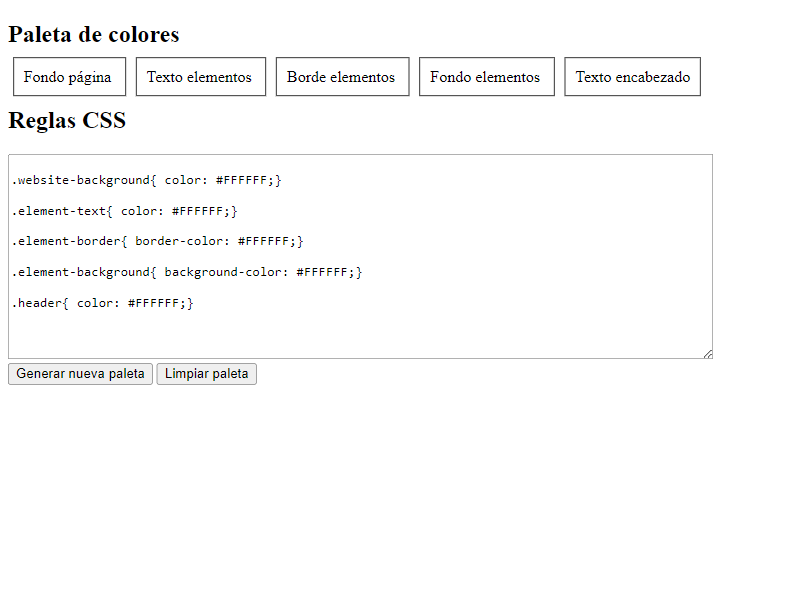 Paleta de colores
Fondo página Texto elementos Borde elementos Fondo elementos Texto encabezado
Reglas CSS
.website-background{ color: #FFFFFF;}
.element-text{ color: #FFFFFF;}
.element-border{ border-color: #FFFFFF;}
.element-background{ background-color: #FFFFFF;}
.header{ color: #FFFFFF;}
Generar nueva paleta Limpiar paleta